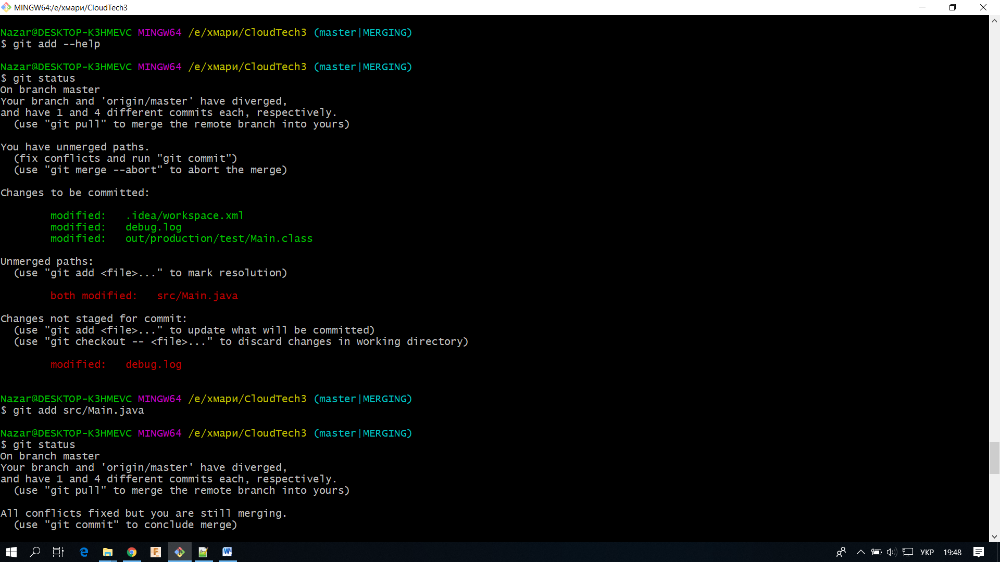 MINGW64:/e/хмари/CloudTech3
Nazar@DESKTOP-K3HMEVC MINGW64 /e/хмари/CloudTech3 (master|MERGING)
$ git add --help
Nazar@DESKTOP-K3HMEVC MINGW64 /e/хмари/CloudTech3 (master|MERGING)
$ git status
On branch master
Your branch and 'origin/master' have diverged,
and have 1 and 4 different commits each, respectively.
  (use "git pull" to merge the remote branch into yours)
You have unmerged paths.
  (fix conflicts and run "git commit")
  (use "git merge --abort" to abort the merge)
Changes to be committed:
        modified:   .idea/workspace.xml
        modified:   debug.log
        modified:   out/production/test/Main.class
Unmerged paths:
  (use "git add <file>..." to mark resolution)
        both modified:   src/Main.java
Changes not staged for commit:
  (use "git add <file>..." to update what will be committed)
  (use "git checkout -- <file>..." to discard changes in working directory)
        modified:   debug.log
Nazar@DESKTOP-K3HMEVC MINGW64 /e/хмари/CloudTech3 (master|MERGING)
$ git add src/Main.java
Nazar@DESKTOP-K3HMEVC MINGW64 /e/хмари/CloudTech3 (master|MERGING)
$ git status
On branch master
Your branch and 'origin/master' have diverged,
and have 1 and 4 different commits each, respectively.
  (use "git pull" to merge the remote branch into yours)
All conflicts fixed but you are still merging.
  (use "git commit" to conclude merge)
УКР 19:48